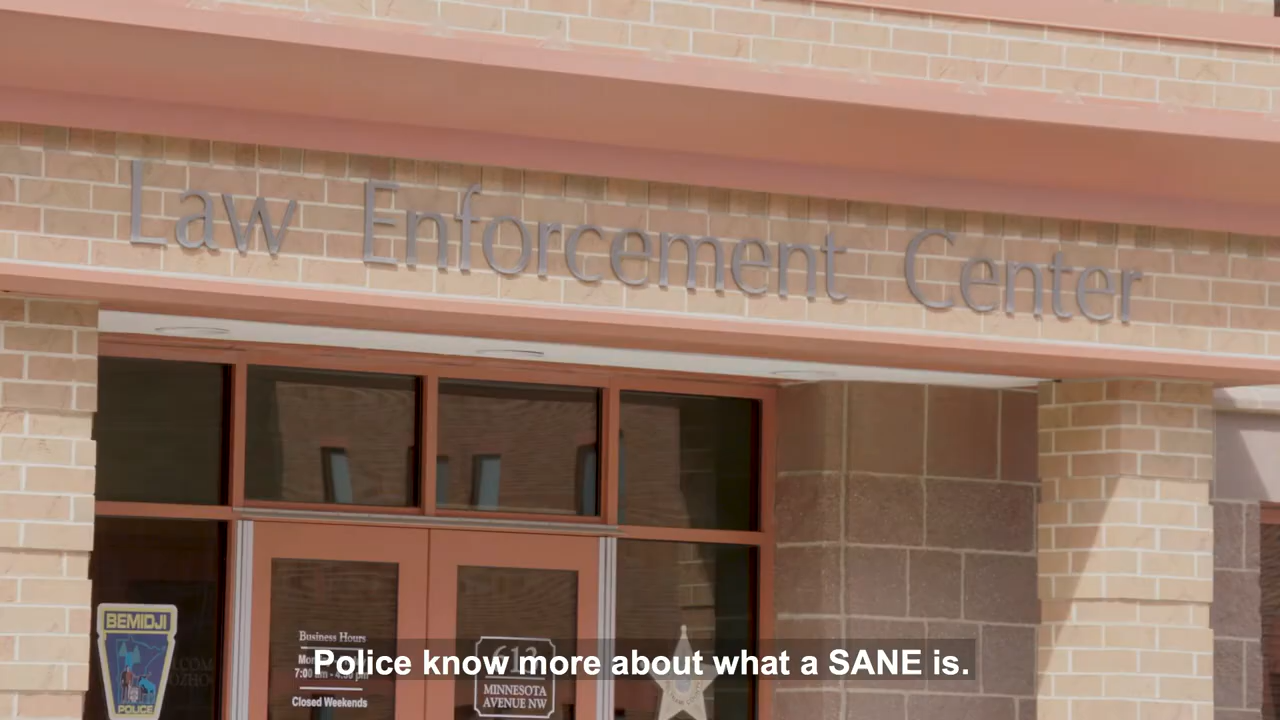 Law Enforcement Center
BEMIDJI
POLICE
Business Hours
Closed Weekends
613
MINNESOTA
AVENUE NW
Police know more about what a SANE is.